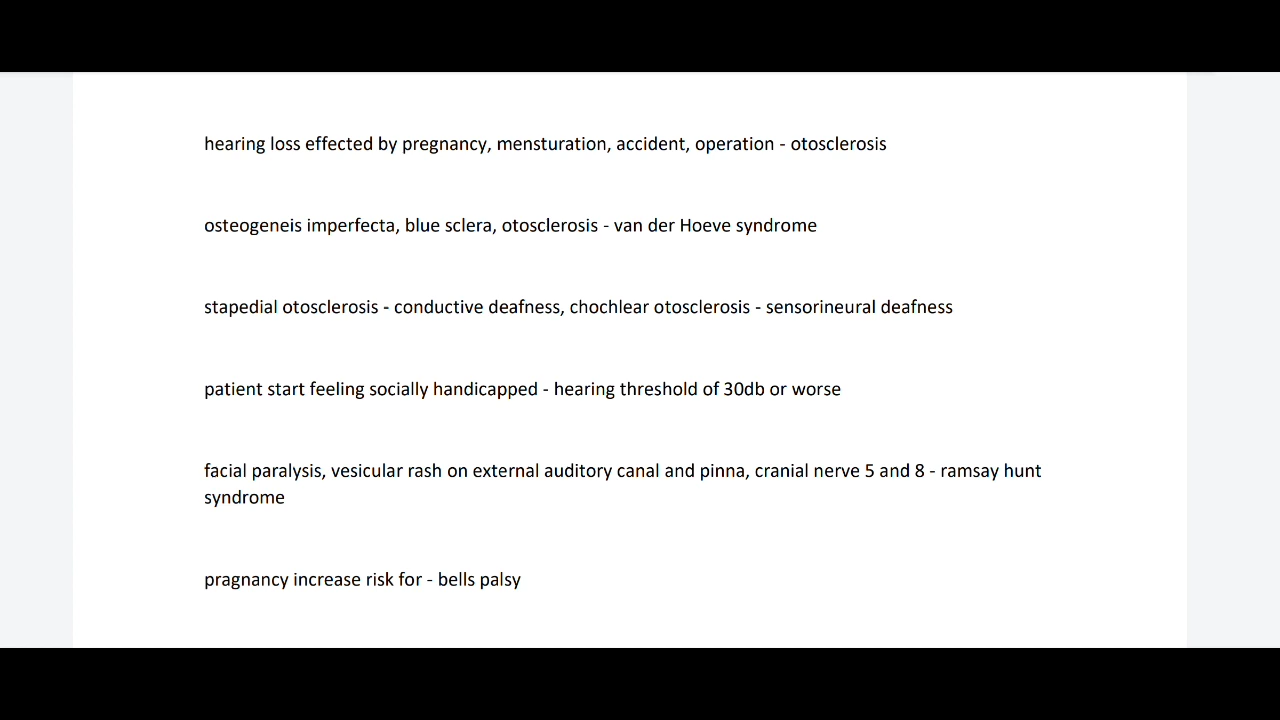 hearing loss effected by pregnancy, mensturation, accident, operation - otosclerosis
osteogeneis imperfecta, blue sclera, otosclerosis - van der Hoeve syndrome
stapedial otosclerosis - conductive deafness, chochlear otosclerosis - sensorineural deafness
patient start feeling socially handicapped - hearing threshold of 30db or worse
facial paralysis, vesicular rash on external auditory canal and pinna, cranial nerve 5 and 8 - ramsay hunt
syndrome
pragnancy increase risk for - bells palsy